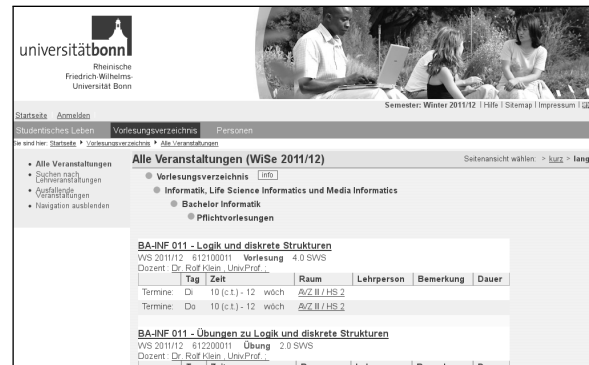 universitätbonn
Rheinische
Friedrich-Wilhelms-
Universität Bonn
Semester: Winter 2011/12 | Hilfe | Sitemap | Impressum |
Startseite Anmelden
Studentisches Leben Vorlesungsverzeichnis Personen
Sie sind hier: Startseite Vorlesungsverzeichnis Alle Veranstaltungen
Alle Veranstaltungen
Suchen nach
Lehrveranstaltungen
Ausfallende
Veranstaltungen
Navigation ausblenden
Alle Veranstaltungen (WiSe 2011/12) Seitenansicht wählen: > kurz > lang
Vorlesungsverzeichnis info
Informatik, Life Science Informatics und Media Informatics
Bachelor Informatik
Pflichtvorlesungen
BA-INF 011 - Logik und diskrete Strukturen
WS 2011/12 612100011 Vorlesung 4.0 SWS
Dozent : Dr. Rolf Klein , Univ.Prof. ;
Tag Zeit Raum Lehrperson Bemerkung Dauer
Termine: Di 10 (c.t.) - 12 wöch AVZ III / HS 2
Termine: Do 10 (c.t.) - 12 wöch AVZ III / HS 2
BA-INF 011 - Übungen zu Logik und diskrete Strukturen
WS 2011/12 612200011 Übung 2.0 SWS
Dozent : Dr. Rolf Klein , Univ.Prof. ;